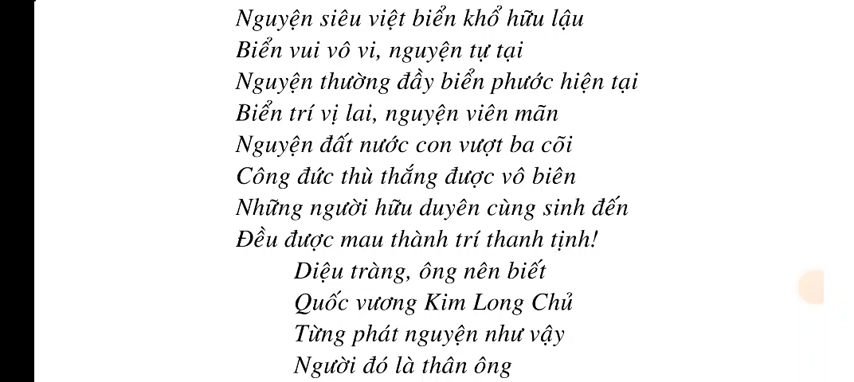 Nguyện siêu việt biển khổ hữu lậu
Biển vui vô vi, nguyện tự tại
Nguyện thường đầy biển phước hiện tại
Biển trí vị lai, nguyện viên mãn
Nguyện đất nước con vượt ba cõi
Công đức thù thắng được vô biên
Những người hữu duyên cùng sinh đến
Đều được mau thành trí thanh tịnh!
Diệu tràng, ông nên biết
Quốc vương Kim Long Chủ
Từng phát nguyện như vậy
Người đó là thân ông